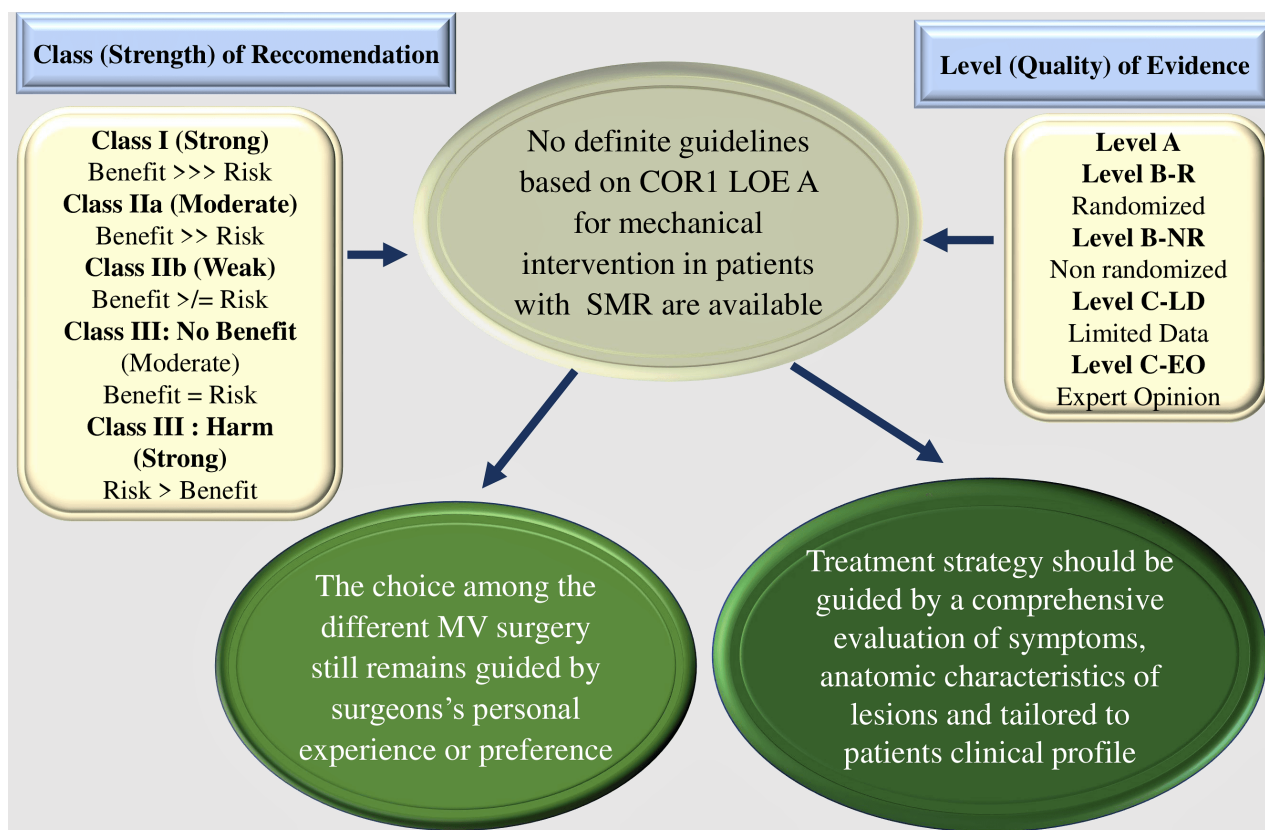 Class (Strength) of Reccomendation
Class I (Strong)
Benefit >>> Risk
Class IIa (Moderate)
Benefit >> Risk
Class IIb (Weak)
Benefit >/= Risk
Class III: No Benefit
(Moderate)
Benefit = Risk
Class III : Harm
(Strong)
Risk > Benefit
No definite guidelines
based on COR1 LOE A
for mechanical
intervention in patients
with SMR are available
Level (Quality) of Evidence
Level A
Level B-R
Randomized
Level B-NR
Non randomized
Level C-LD
Limited Data
Level C-EO
Expert Opinion
The choice among the
different MV surgery
still remains guided by
surgeons's personal
experience or preference
Treatment strategy should be
guided by a comprehensive
evaluation of symptoms,
anatomic characteristics of
lesions and tailored to
patients clinical profile